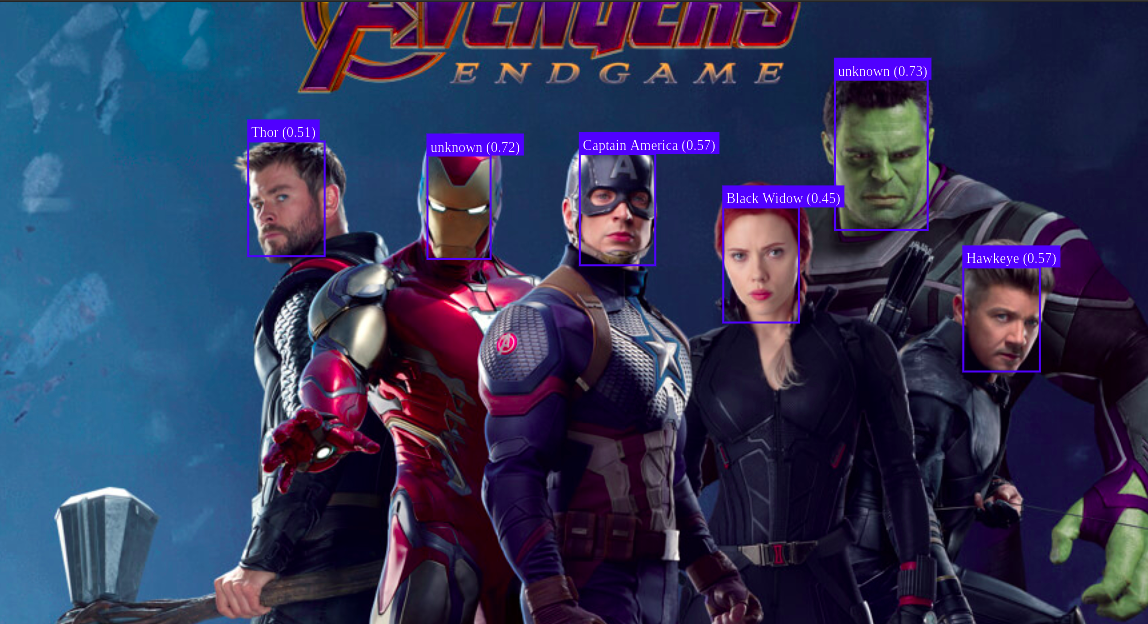 AVENGERS
ENDGAME
unknown (0.73)
Thor (0.51)
unknown (0.72)
Captain America (0.57)
Black Widow (0.45)
Hawkeye (0.57)
A